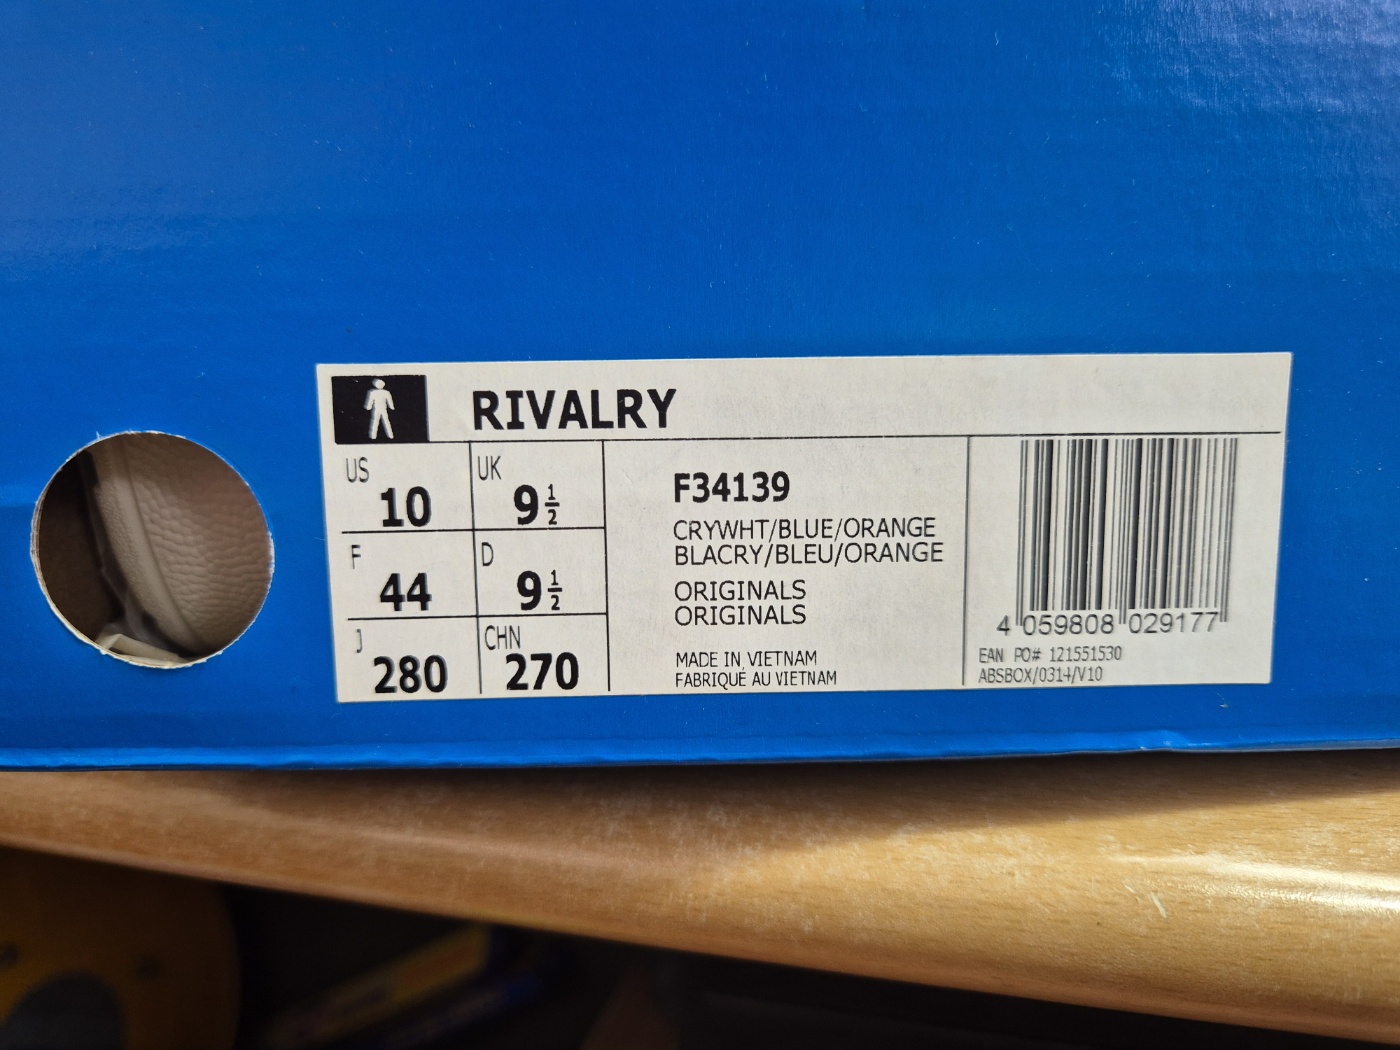 RIVALRY
US 10 UK 9 1/2
F 44 D 9 1/2
J 280 CHN 270
F34139
CRYWHT/BLUE/ORANGE
BLACRY/BLEU/ORANGE
ORIGINALS
ORIGINALS
MADE IN VIETNAM
FABRIQUÉ AU VIETNAM
4 059808 029177
EAN PO# 121551530
ABSBOX/0314/V10